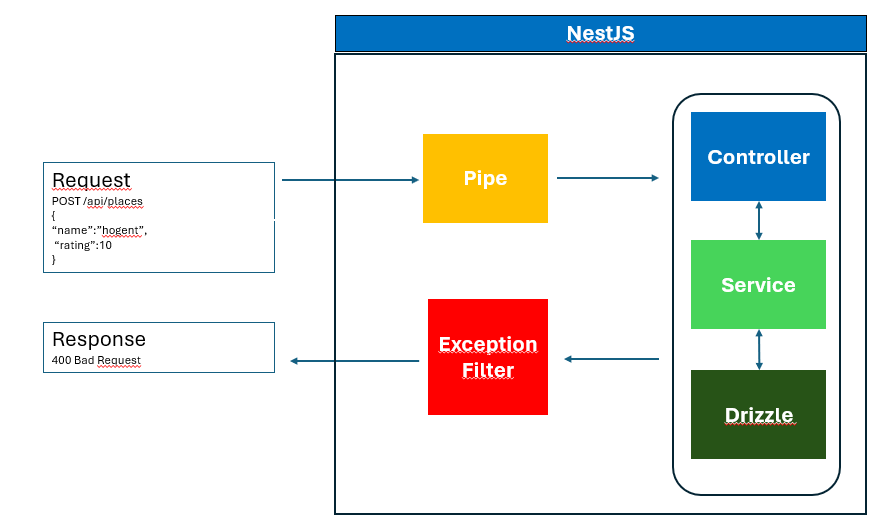 NestJS
Request
POST /api/places
{
“name”:”hogent”,
“rating”:10
}
Pipe
Controller
Service
Response
400 Bad Request
Exception
Filter
Drizzle